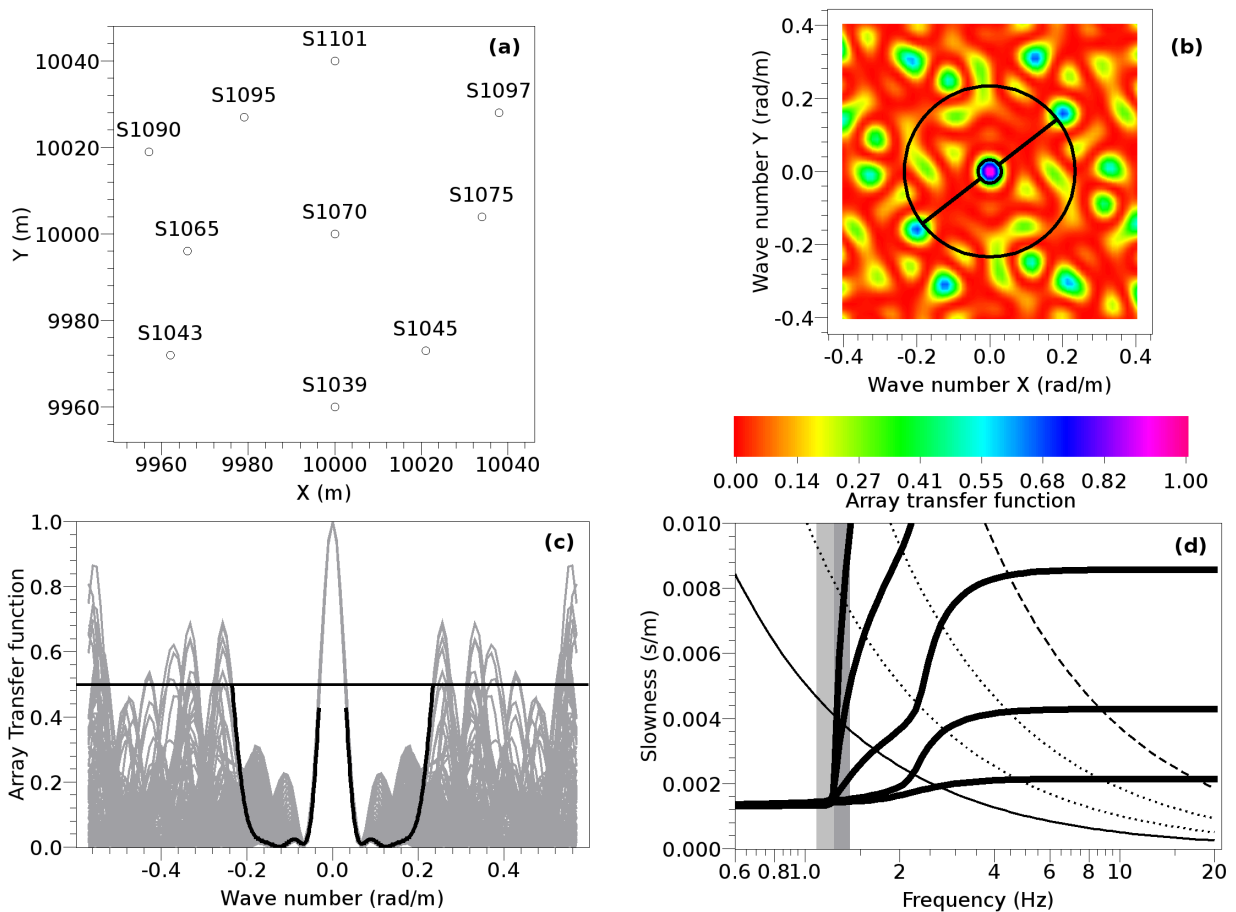 (a)
S1101
S1095
S1097
S1090
S1075
S1065
S1070
S1043
S1045
S1039
10040
10020
10000
9980
9960
Y (m)
9960 9980 10000 10020 10040
X (m)
(b)
0.4
0.2
0.0
-0.2
-0.4
Wave number Y (rad/m)
-0.4 -0.2 0.0 0.2 0.4
Wave number X (rad/m)
0.00 0.14 0.27 0.41 0.55 0.68 0.82 1.00
Array transfer function
(c)
1.0
0.8
0.6
0.4
0.2
0.0
Array Transfer function
-0.4 -0.2 0.0 0.2 0.4
Wave number (rad/m)
(d)
0.010
0.008
0.006
0.004
0.002
0.000
Slowness (s/m)
0.6 0.81.0 2 4 6 8 10 20
Frequency (Hz)